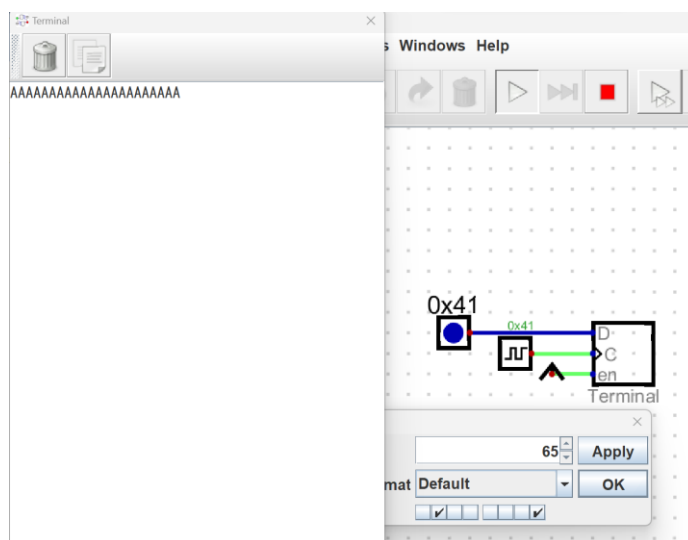 Terminal
s Windows Help
AAAAAAAAAAAAAAAAAAAAAA
0x41
0x41
D
C
en
Terminal
65 Apply
mat Default OK